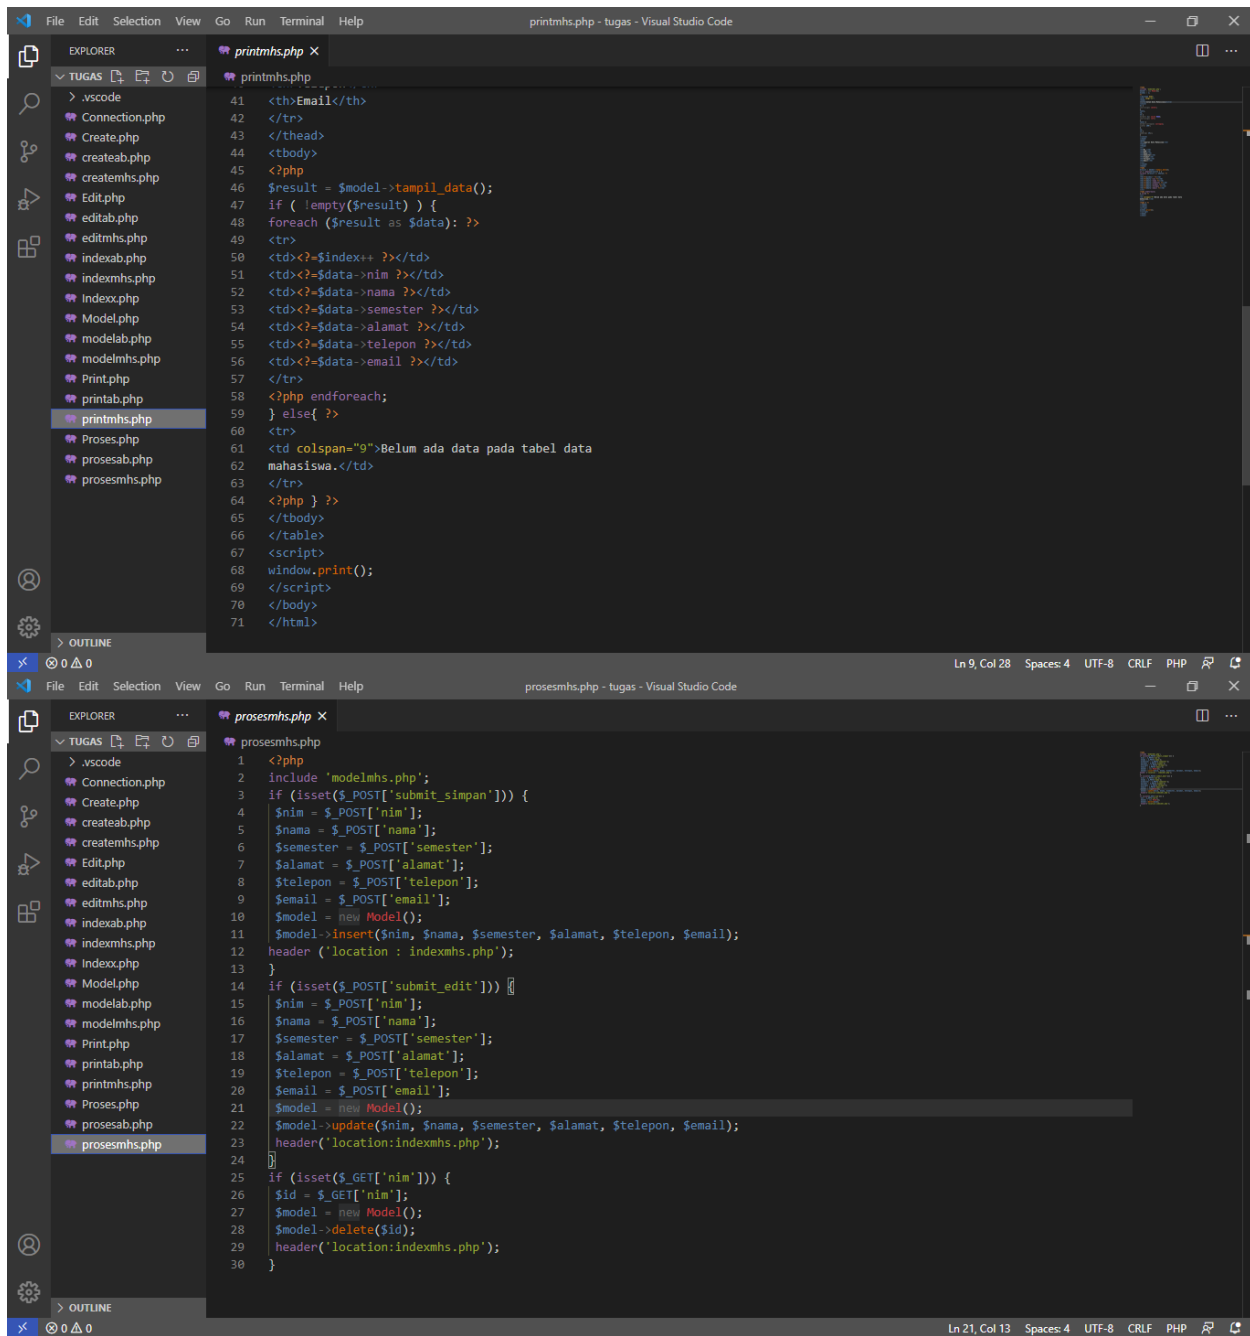 File Edit Selection View Go Run Terminal Help printmhs.php - tugas - Visual Studio Code
EXPLORER ··· printmhs.php
TUGAS printmhs.php
.vscode
Connection.php
Create.php
createab.php
createmhs.php
Edit.php
editab.php
editmhs.php
indexab.php
indexmhs.php
Indexx.php
Model.php
modelab.php
modelmhs.php
Print.php
printab.php
printmhs.php
Proses.php
prosesab.php
prosesmhs.php
OUTLINE
41 <th>Email</th>
42 </tr>
43 </thead>
44 <tbody>
45 <?php
46 $result = $model->tampil_data();
47 if ( !empty($result) ) {
48 foreach ($result as $data): ?>
49 <tr>
50 <td><?=$index++ ?></td>
51 <td><?=$data->nim ?></td>
52 <td><?=$data->nama ?></td>
53 <td><?=$data->semester ?></td>
54 <td><?=$data->alamat ?></td>
55 <td><?=$data->telepon ?></td>
56 <td><?=$data->email ?></td>
57 </tr>
58 <?php endforeach;
59 } else{ ?>
60 <tr>
61 <td colspan="9">Belum ada data pada tabel data
62 mahasiswa.</td>
63 </tr>
64 <?php } ?>
65 </tbody>
66 </table>
67 <script>
68 window.print();
69 </script>
70 </body>
71 </html>
0 0 Ln 9, Col 28 Spaces: 4 UTF-8 CRLF PHP
File Edit Selection View Go Run Terminal Help prosesmhs.php - tugas - Visual Studio Code
EXPLORER ··· prosesmhs.php
TUGAS prosesmhs.php
.vscode
Connection.php
Create.php
createab.php
createmhs.php
Edit.php
editab.php
editmhs.php
indexab.php
indexmhs.php
Indexx.php
Model.php
modelab.php
modelmhs.php
Print.php
printab.php
printmhs.php
Proses.php
prosesab.php
prosesmhs.php
OUTLINE
1 <?php
2 include 'modelmhs.php';
3 if (isset($_POST['submit_simpan'])) {
4 $nim = $_POST['nim'];
5 $nama = $_POST['nama'];
6 $semester = $_POST['semester'];
7 $alamat = $_POST['alamat'];
8 $telepon = $_POST['telepon'];
9 $email = $_POST['email'];
10 $model = new Model();
11 $model->insert($nim, $nama, $semester, $alamat, $telepon, $email);
12 header ('location : indexmhs.php');
13 }
14 if (isset($_POST['submit_edit'])) {
15 $nim = $_POST['nim'];
16 $nama = $_POST['nama'];
17 $semester = $_POST['semester'];
18 $alamat = $_POST['alamat'];
19 $telepon = $_POST['telepon'];
20 $email = $_POST['email'];
21 $model = new Model();
22 $model->update($nim, $nama, $semester, $alamat, $telepon, $email);
23 header('location:indexmhs.php');
24 }
25 if (isset($_GET['nim'])) {
26 $id = $_GET['nim'];
27 $model = new Model();
28 $model->delete($id);
29 header('location:indexmhs.php');
30 }
0 0 Ln 21, Col 13 Spaces: 4 UTF-8 CRLF PHP